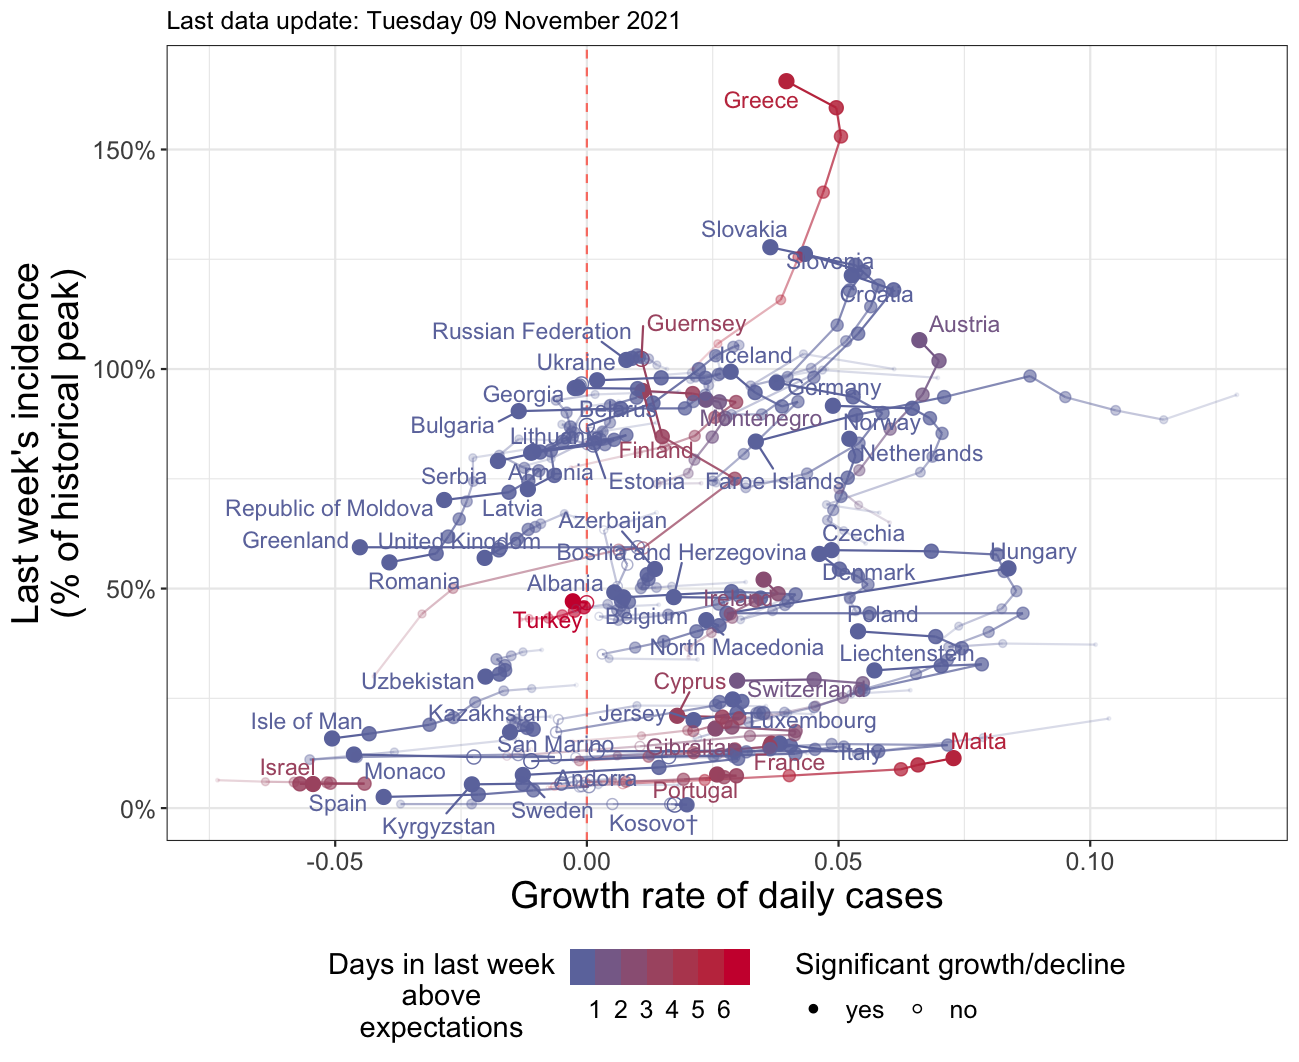 Last data update: Tuesday 09 November 2021
Last week's incidence
(% of historical peak)
150%
100%
50%
0%
Greece
Slovakia
Slovenia
Croatia
Austria
Guernsey
Russian Federation
Ukraine
Iceland
Georgia
Germany
Belarus
Bulgaria
Montenegro
Norway
Lithuania
Finland
Netherlands
Serbia
Armenia
Estonia
Faroe Islands
Republic of Moldova
Latvia
Azerbaijan
Greenland
United Kingdom
Czechia
Bosnia and Herzegovina
Hungary
Romania
Albania
Denmark
Ireland
Turkey
Belgium
Poland
North Macedonia
Liechtenstein
Uzbekistan
Cyprus
Switzerland
Isle of Man
Kazakhstan
Jersey
Luxembourg
San Marino
Gibraltar
Italy
Malta
Israel
Monaco
Andorra
France
Spain
Sweden
Portugal
Kyrgyzstan
Kosovo†
-0.05
0.00
0.05
0.10
Growth rate of daily cases
Days in last week
above
expectations
1 2 3 4 5 6
Significant growth/decline
yes
no